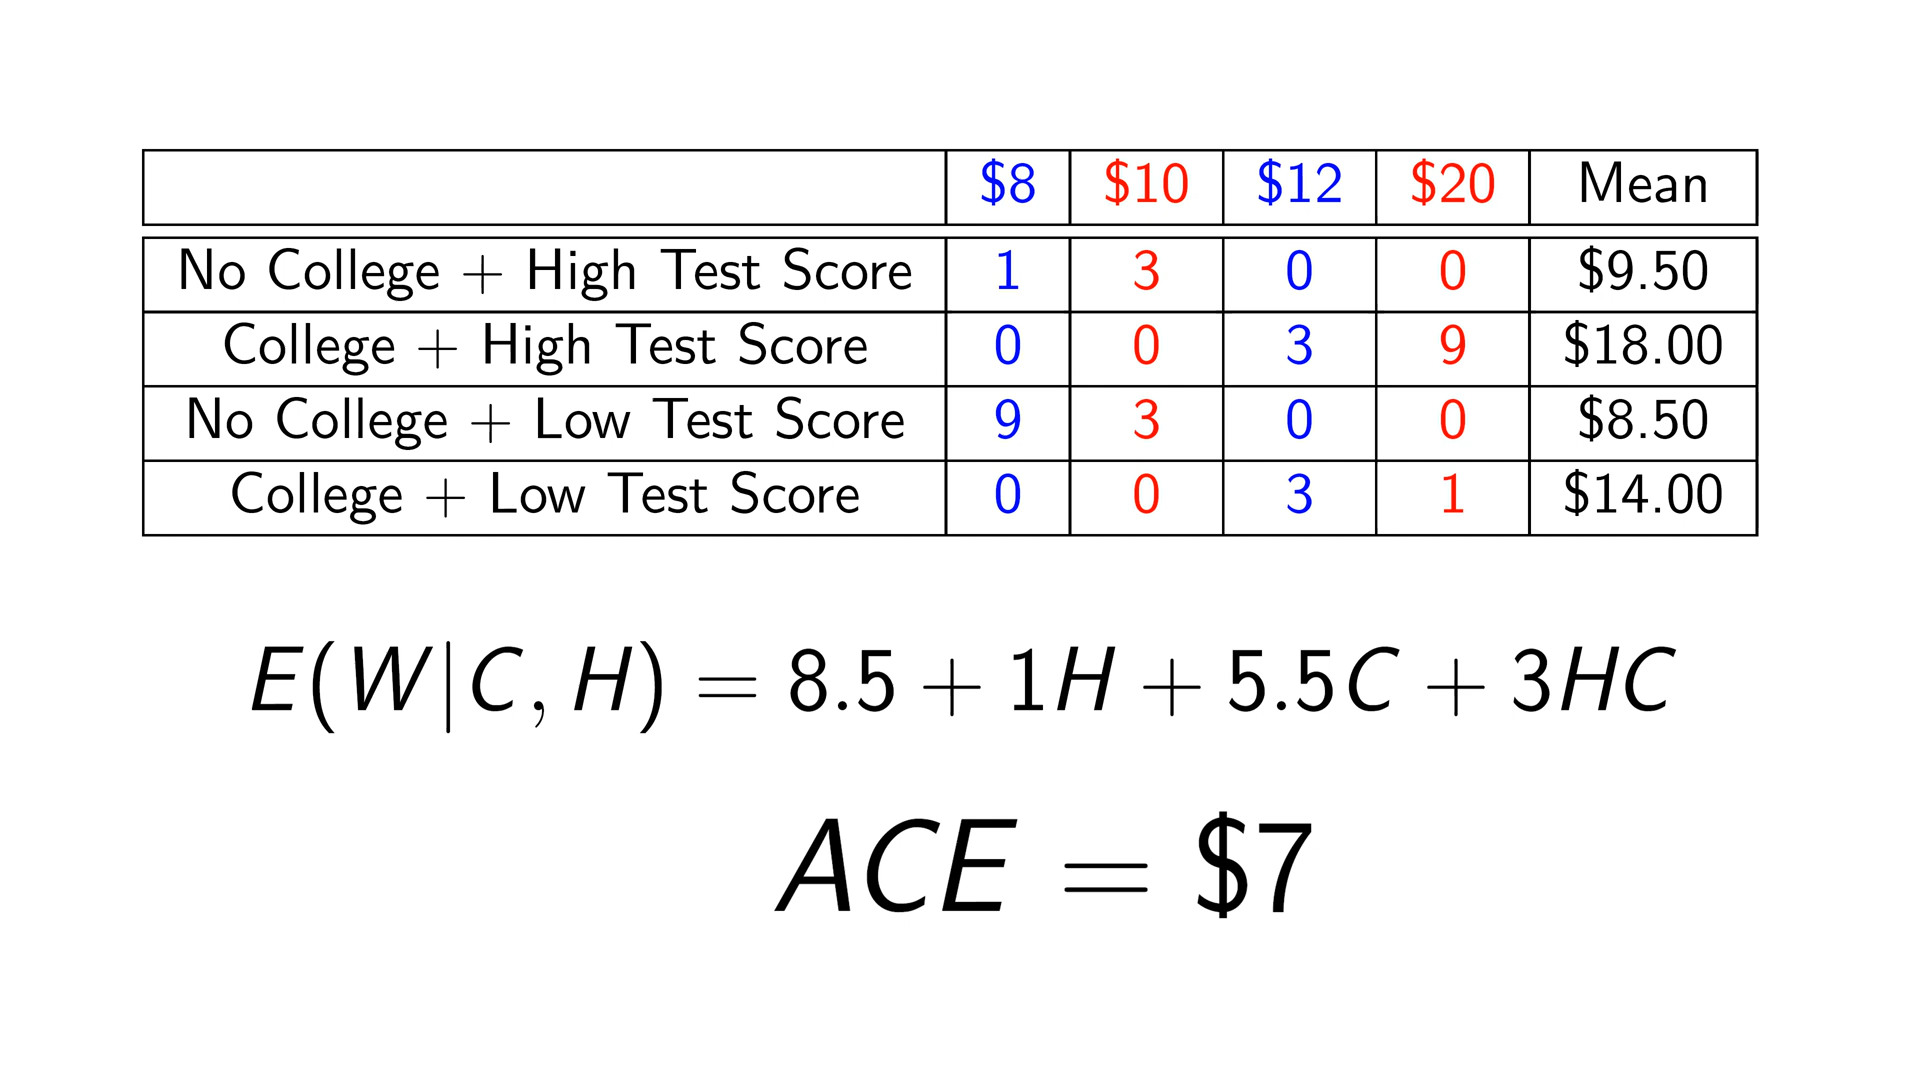 $8 $10 $12 $20 Mean
No College + High Test Score 1 3 0 0 $9.50
College + High Test Score 0 0 3 9 $18.00
No College + Low Test Score 9 3 0 0 $8.50
College + Low Test Score 0 0 3 1 $14.00
E(W|C, H) = 8.5 + 1H + 5.5C + 3HC
ACE = $7